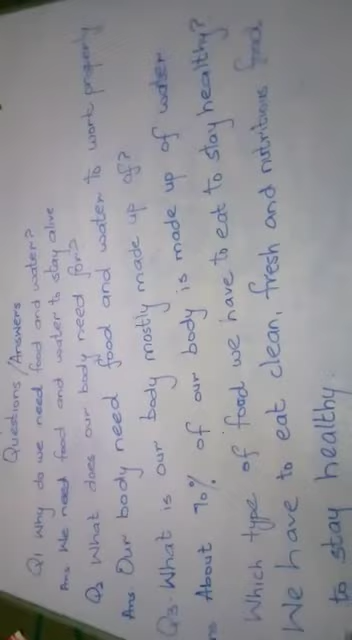 Questions/Answers
Q1 Why do we need food and water?
Ans We need food and water to stay alive
Q2 What does our body need for?
Ans Our body need food and water to work properly
Q3. What is our body mostly made up of?
About 70% of our body is made up of water
Which type of food we have to eat to stay healthy?
We have to eat clean, fresh and nutritious food
to stay healthy.